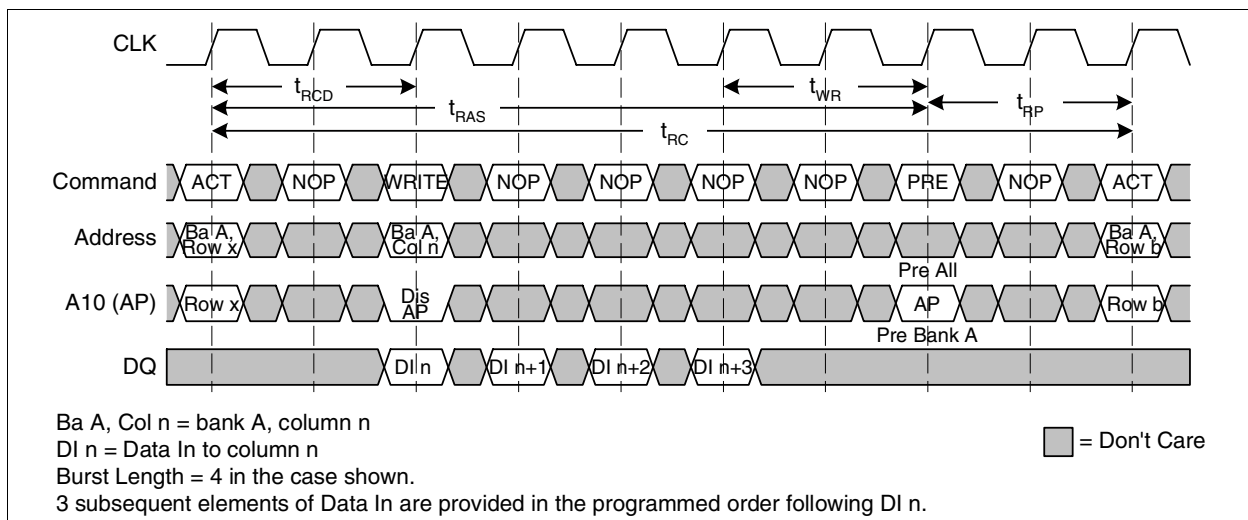 CLK
tRCD
tWR
tRAS
tRP
tRC
Command ACT NOP WRITE NOP NOP NOP NOP PRE NOP ACT
Address Ba A, Row x Ba A, Col n Ba A, Row b
Pre All
A10 (AP) Row x Dis AP AP Row b
Pre Bank A
DQ DI n DI n+1 DI n+2 DI n+3
Ba A, Col n = bank A, column n
DI n = Data In to column n
Burst Length = 4 in the case shown.
3 subsequent elements of Data In are provided in the programmed order following DI n.
= Don't Care